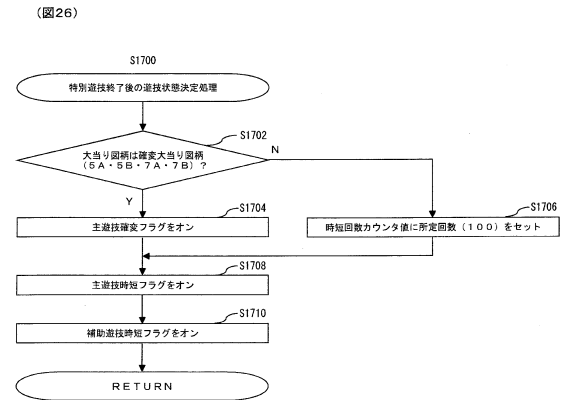 （図26）
S1700
特別遊技終了後の遊技状態決定処理
S1702
大当り図柄は確変大当り図柄
（５Ａ・５Ｂ・７Ａ・７Ｂ）？
N
Y
S1704
主遊技確変フラグをオン
S1706
時短回数カウンタ値に所定回数（１００）をセット
S1708
主遊技時短フラグをオン
S1710
補助遊技時短フラグをオン
ＲＥＴＵＲＮ